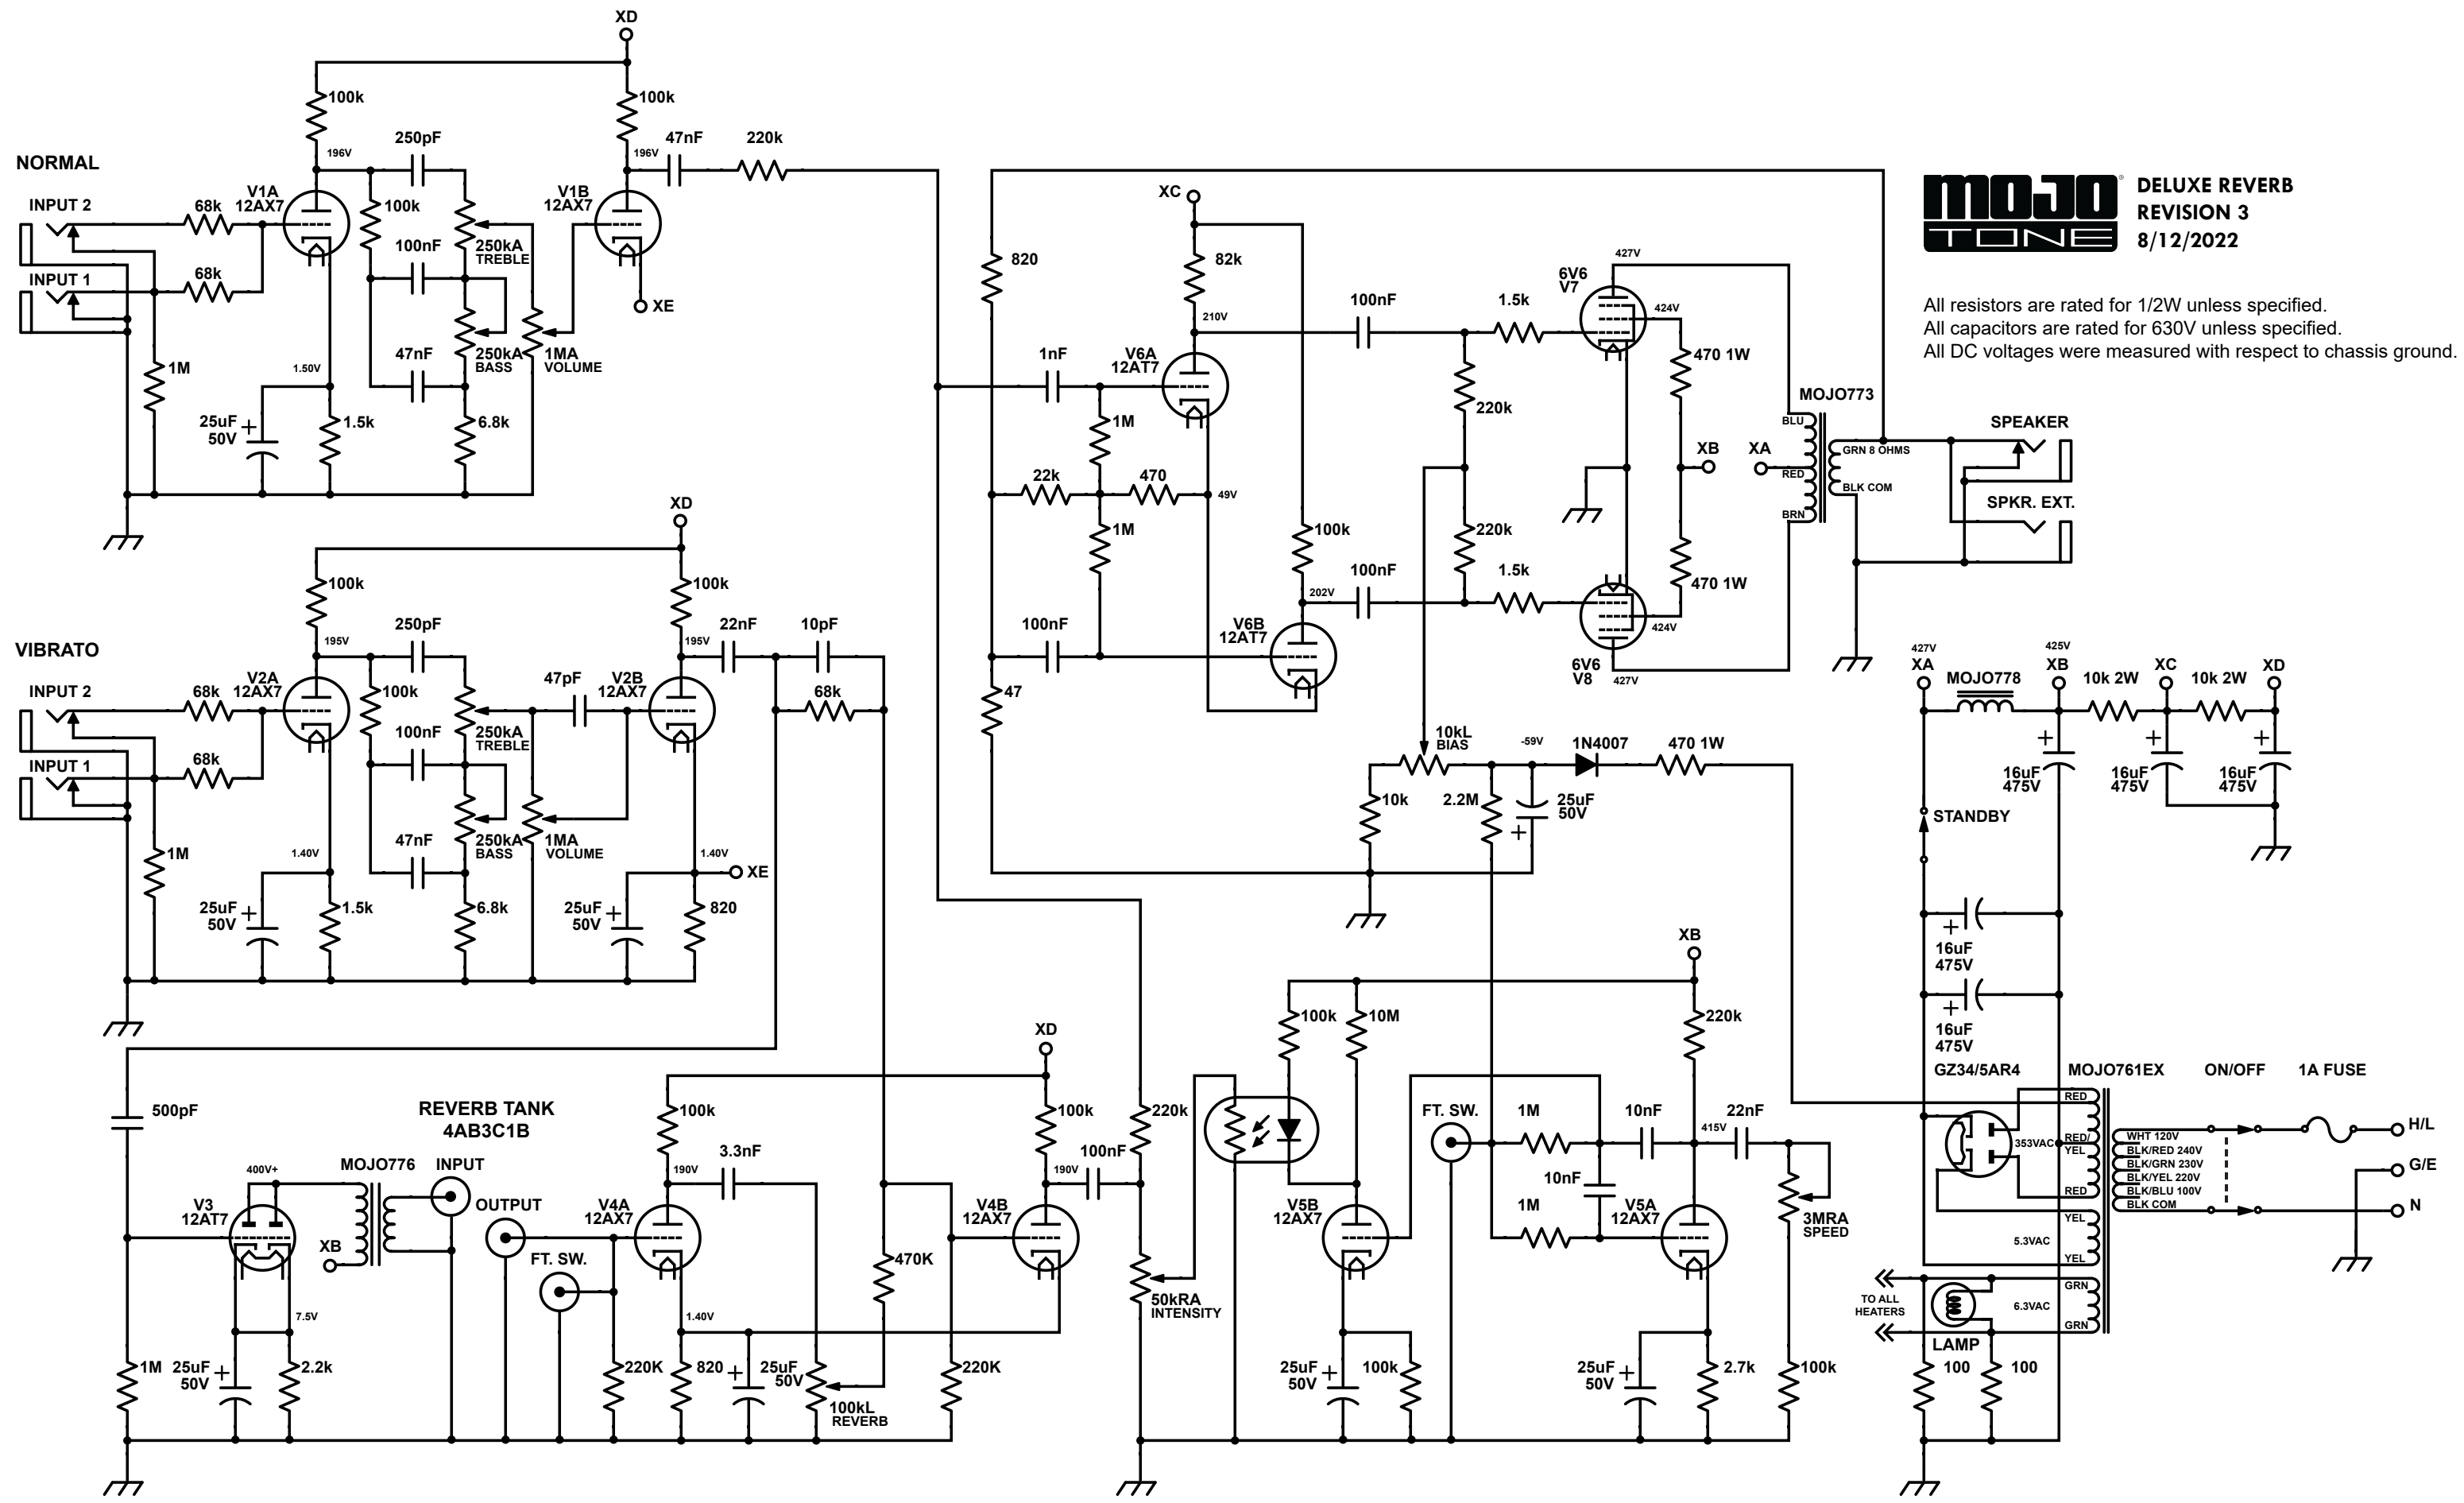 MOJO
TONE
®
DELUXE REVERB
REVISION 3
8/12/2022
All resistors are rated for 1/2W unless specified.
All capacitors are rated for 630V unless specified.
All DC voltages were measured with respect to chassis ground.
NORMAL
INPUT 2
INPUT 1
68k
68k
1M
V1A
12AX7
XD
100k
196V
100k
250pF
100k
100nF
47nF
250kA
TREBLE
250kA
BASS
1MA
VOLUME
1.50V
25uF
50V
1.5k
6.8k
V1B
12AX7
196V
47nF
220k
XE
VIBRATO
INPUT 2
INPUT 1
68k
68k
1M
V2A
12AX7
XD
100k
195V
100k
250pF
100k
100nF
47nF
250kA
TREBLE
250kA
BASS
1MA
VOLUME
1.40V
25uF
50V
1.5k
6.8k
47pF
V2B
12AX7
195V
22nF
10pF
68k
1.40V
XE
25uF
50V
820
500pF
1M
V3
12AT7
400V+
7.5V
25uF
50V
2.2k
REVERB TANK
4AB3C1B
MOJO776
INPUT
XB
OUTPUT
FT. SW.
220K
V4A
12AX7
100k
190V
3.3nF
1.40V
820
25uF
50V
100kL
REVERB
470K
220K
XD
100k
V4B
12AX7
190V
100nF
220k
50kRA
INTENSITY
XC
820
82k
210V
1nF
V6A
12AT7
1M
22k
470
49V
1M
100k
202V
100nF
V6B
12AT7
47
100nF
1.5k
220k
220k
100nF
1.5k
427V
6V6
V7
424V
470 1W
XB
470 1W
424V
6V6
V8
427V
MOJO773
BLU
XA
RED
BRN
GRN 8 OHMS
BLK COM
SPEAKER
SPKR. EXT.
10kL
BIAS
10k
2.2M
-59V
25uF
50V
1N4007
470 1W
XB
100k
10M
220k
V5B
12AX7
25uF
50V
100k
FT. SW.
1M
1M
10nF
10nF
V5A
12AX7
415V
22nF
3MRA
SPEED
25uF
50V
2.7k
100k
427V
XA
MOJO778
425V
XB
10k 2W
XC
10k 2W
XD
16uF
475V
16uF
475V
16uF
475V
STANDBY
16uF
475V
16uF
475V
GZ34/5AR4
MOJO761EX
ON/OFF
1A FUSE
RED
353VAC
RED/
YEL
RED
YEL
5.3VAC
YEL
GRN
6.3VAC
GRN
WHT 120V
BLK/RED 240V
BLK/GRN 230V
BLK/YEL 220V
BLK/BLU 100V
BLK COM
H/L
G/E
N
TO ALL
HEATERS
LAMP
100
100